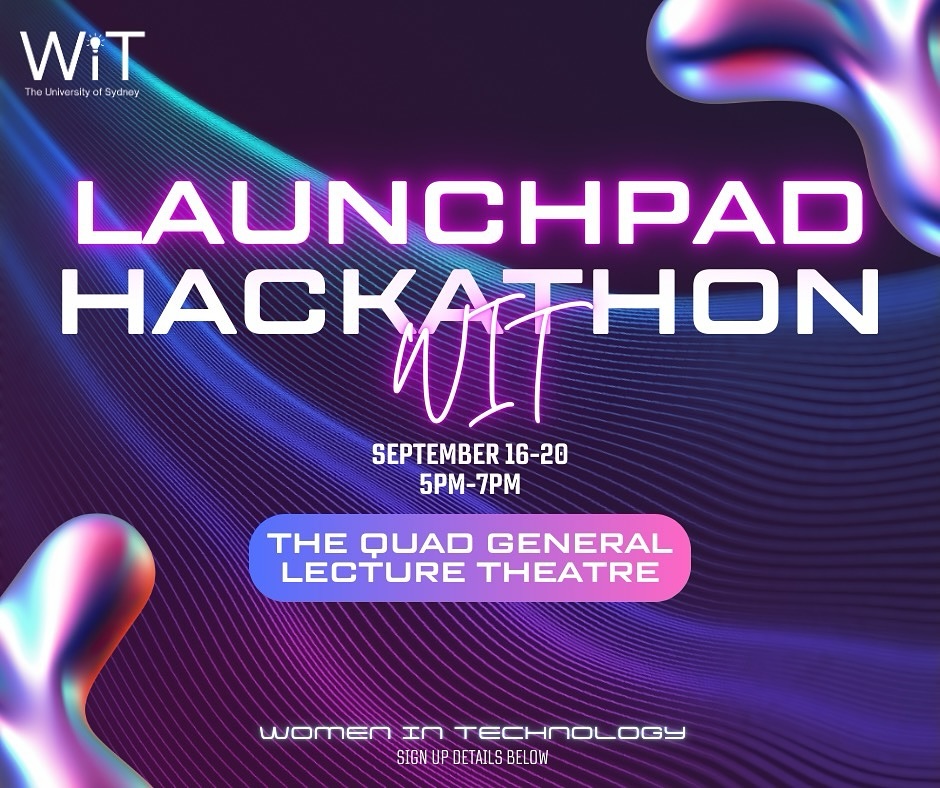 WiT
The University of Sydney
LAUNCHPAD
HACKATHON
WIT
SEPTEMBER 16-20
5PM-7PM
THE QUAD GENERAL
LECTURE THEATRE
WOMEN IN TECHNOLOGY
SIGN UP DETAILS BELOW